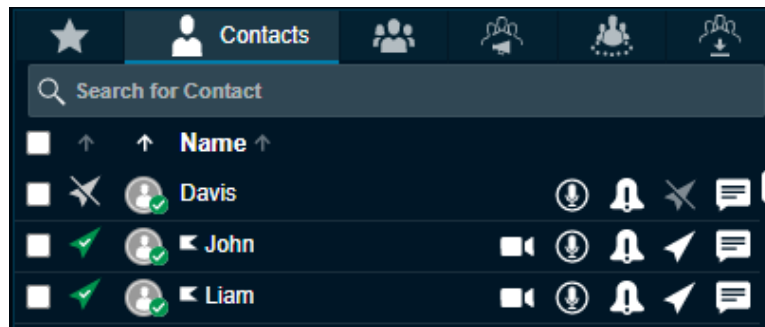 Contacts
Search for Contact
Name
Davis
John
Liam